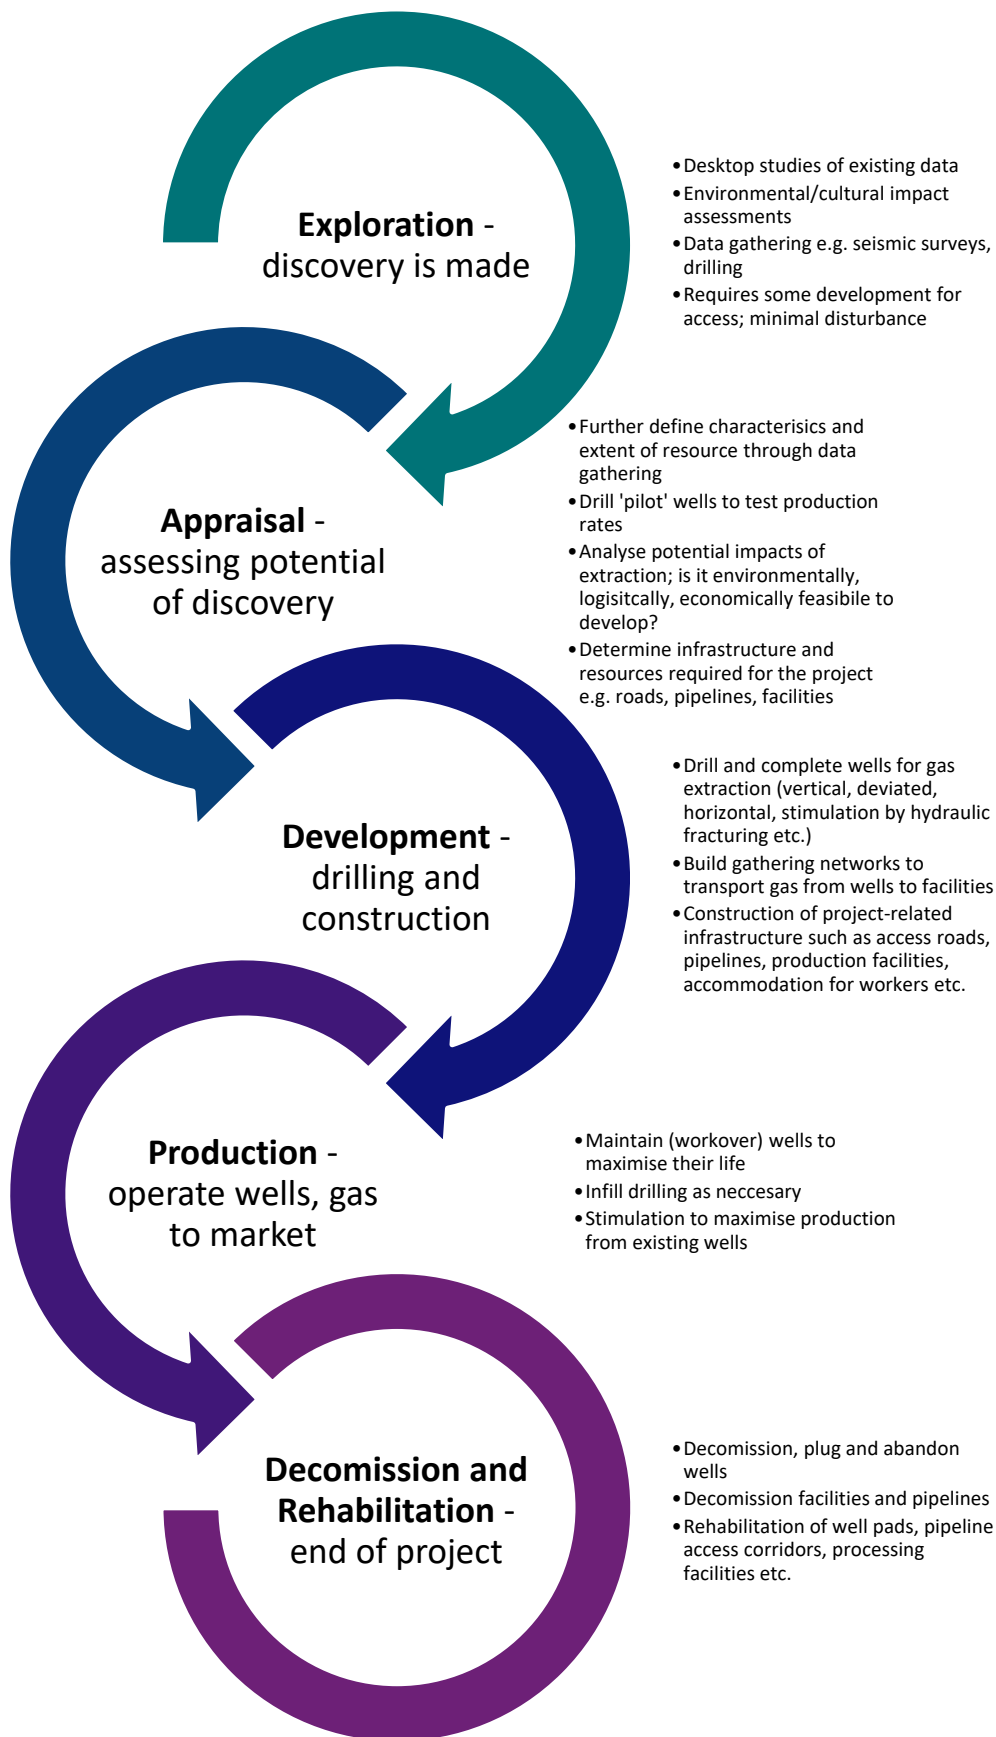 Exploration -
discovery is made
•Desktop studies of existing data
•Environmental/cultural impact
assessments
•Data gathering e.g. seismic surveys,
drilling
•Requires some development for
access; minimal disturbance
Appraisal -
assessing potential
of discovery
•Further define characterisics and
extent of resource through data
gathering
•Drill 'pilot' wells to test production
rates
•Analyse potential impacts of
extraction; is it environmentally,
logisitcally, economically feasibile to
develop?
•Determine infrastructure and
resources required for the project
e.g. roads, pipelines, facilities
Development -
drilling and
construction
•Drill and complete wells for gas
extraction (vertical, deviated,
horizontal, stimulation by hydraulic
fracturing etc.)
•Build gathering networks to
transport gas from wells to facilities
•Construction of project-related
infrastructure such as access roads,
pipelines, production facilities,
accommodation for workers etc.
Production -
operate wells, gas
to market
•Maintain (workover) wells to
maximise their life
•Infill drilling as neccesary
•Stimulation to maximise production
from existing wells
Decomission and
Rehabilitation -
end of project
•Decomission, plug and abandon
wells
•Decomission facilities and pipelines
•Rehabilitation of well pads, pipeline
access corridors, processing
facilities etc.